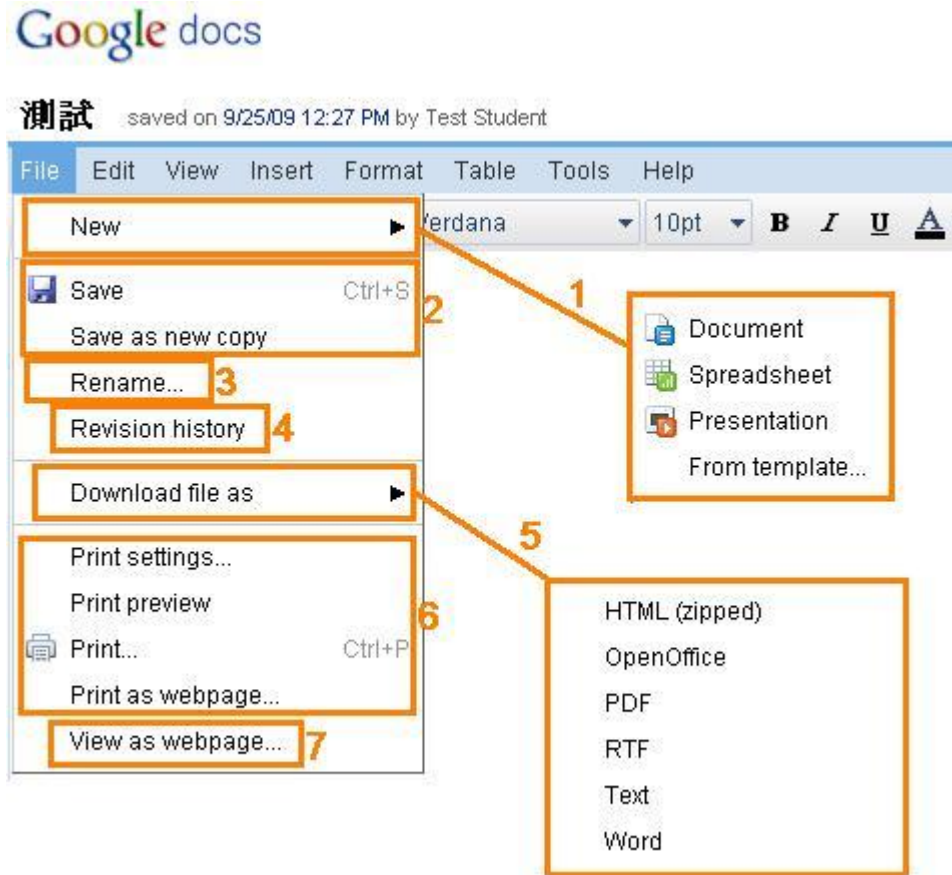 Google docs
測試 saved on 9/25/09 12:27 PM by Test Student
File Edit View Insert Format Table Tools Help
New Verdana 10pt B I U A
1
Save Ctrl+S
2
Save as new copy
Rename... 3
Revision history 4
Document
Spreadsheet
Presentation
From template...
Download file as
5
Print settings...
Print preview
6
Print... Ctrl+P
Print as webpage...
View as webpage... 7
HTML (zipped)
OpenOffice
PDF
RTF
Text
Word